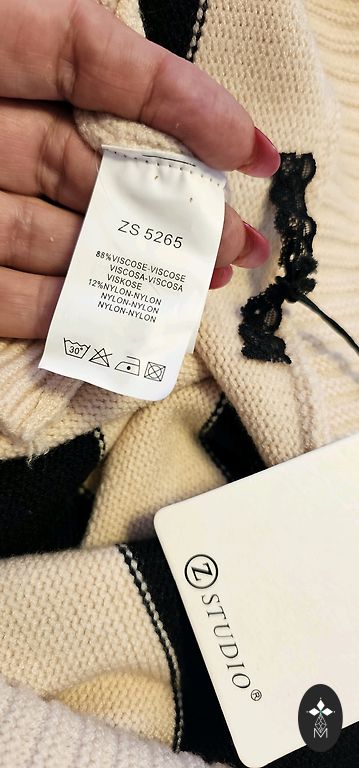 ZS 5265
88%VISCOSE-VISCOSE
VISCOSA-VISCOSA
VISKOSE
12%NYLON-NYLON
NYLON-NYLON
NYLON-NYLON
30°
Z STUDIO®
M